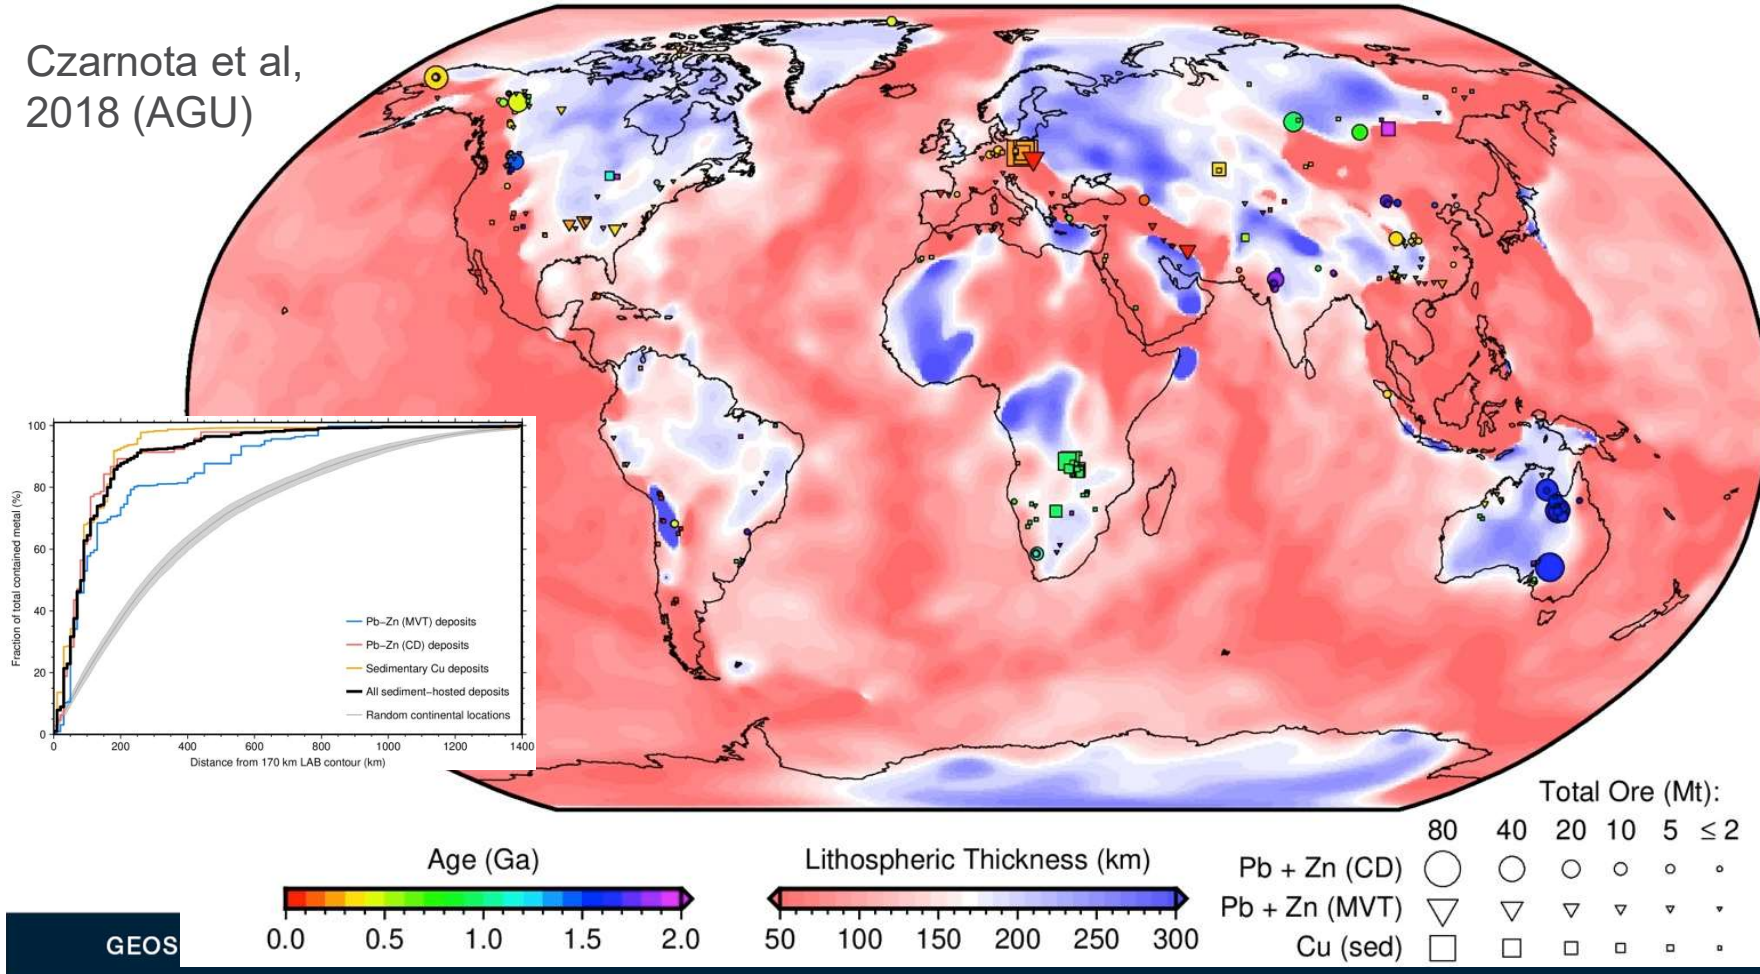 Czarnota et al,
2018 (AGU)
100
80
60
40
20
0
Fraction of total contained metal (%)
Pb−Zn (MVT) deposits
Pb−Zn (CD) deposits
Sedimentary Cu deposits
All sediment−hosted deposits
Random continental locations
0 200 400 600 800 1000 1200 1400
Distance from 170 km LAB contour (km)
Age (Ga)
0.0 0.5 1.0 1.5 2.0
Lithospheric Thickness (km)
50 100 150 200 250 300
Total Ore (Mt):
80 40 20 10 5 ≤ 2
Pb + Zn (CD)
Pb + Zn (MVT)
Cu (sed)
GEOS